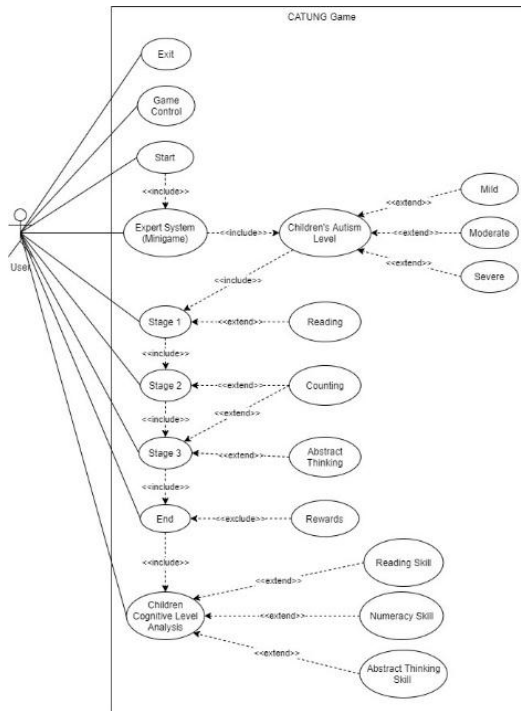 CATUNG Game
Exit
Game
Control
Start
<<include>>
Expert System
(Minigame)
<<include>>
Children's Autism
Level
<<extend>>
Mild
<<extend>>
Moderate
<<extend>>
Severe
User
<<include>>
Stage 1
<<extend>>
Reading
<<include>>
Stage 2
<<extend>>
Counting
<<extend>>
<<include>>
Stage 3
<<extend>>
Abstract
Thinking
<<include>>
End
<<exclude>>
Rewards
<<include>>
Children
Cognitive Level
Analysis
<<extend>>
Reading Skill
<<extend>>
Numeracy Skill
<<extend>>
Abstract Thinking
Skill